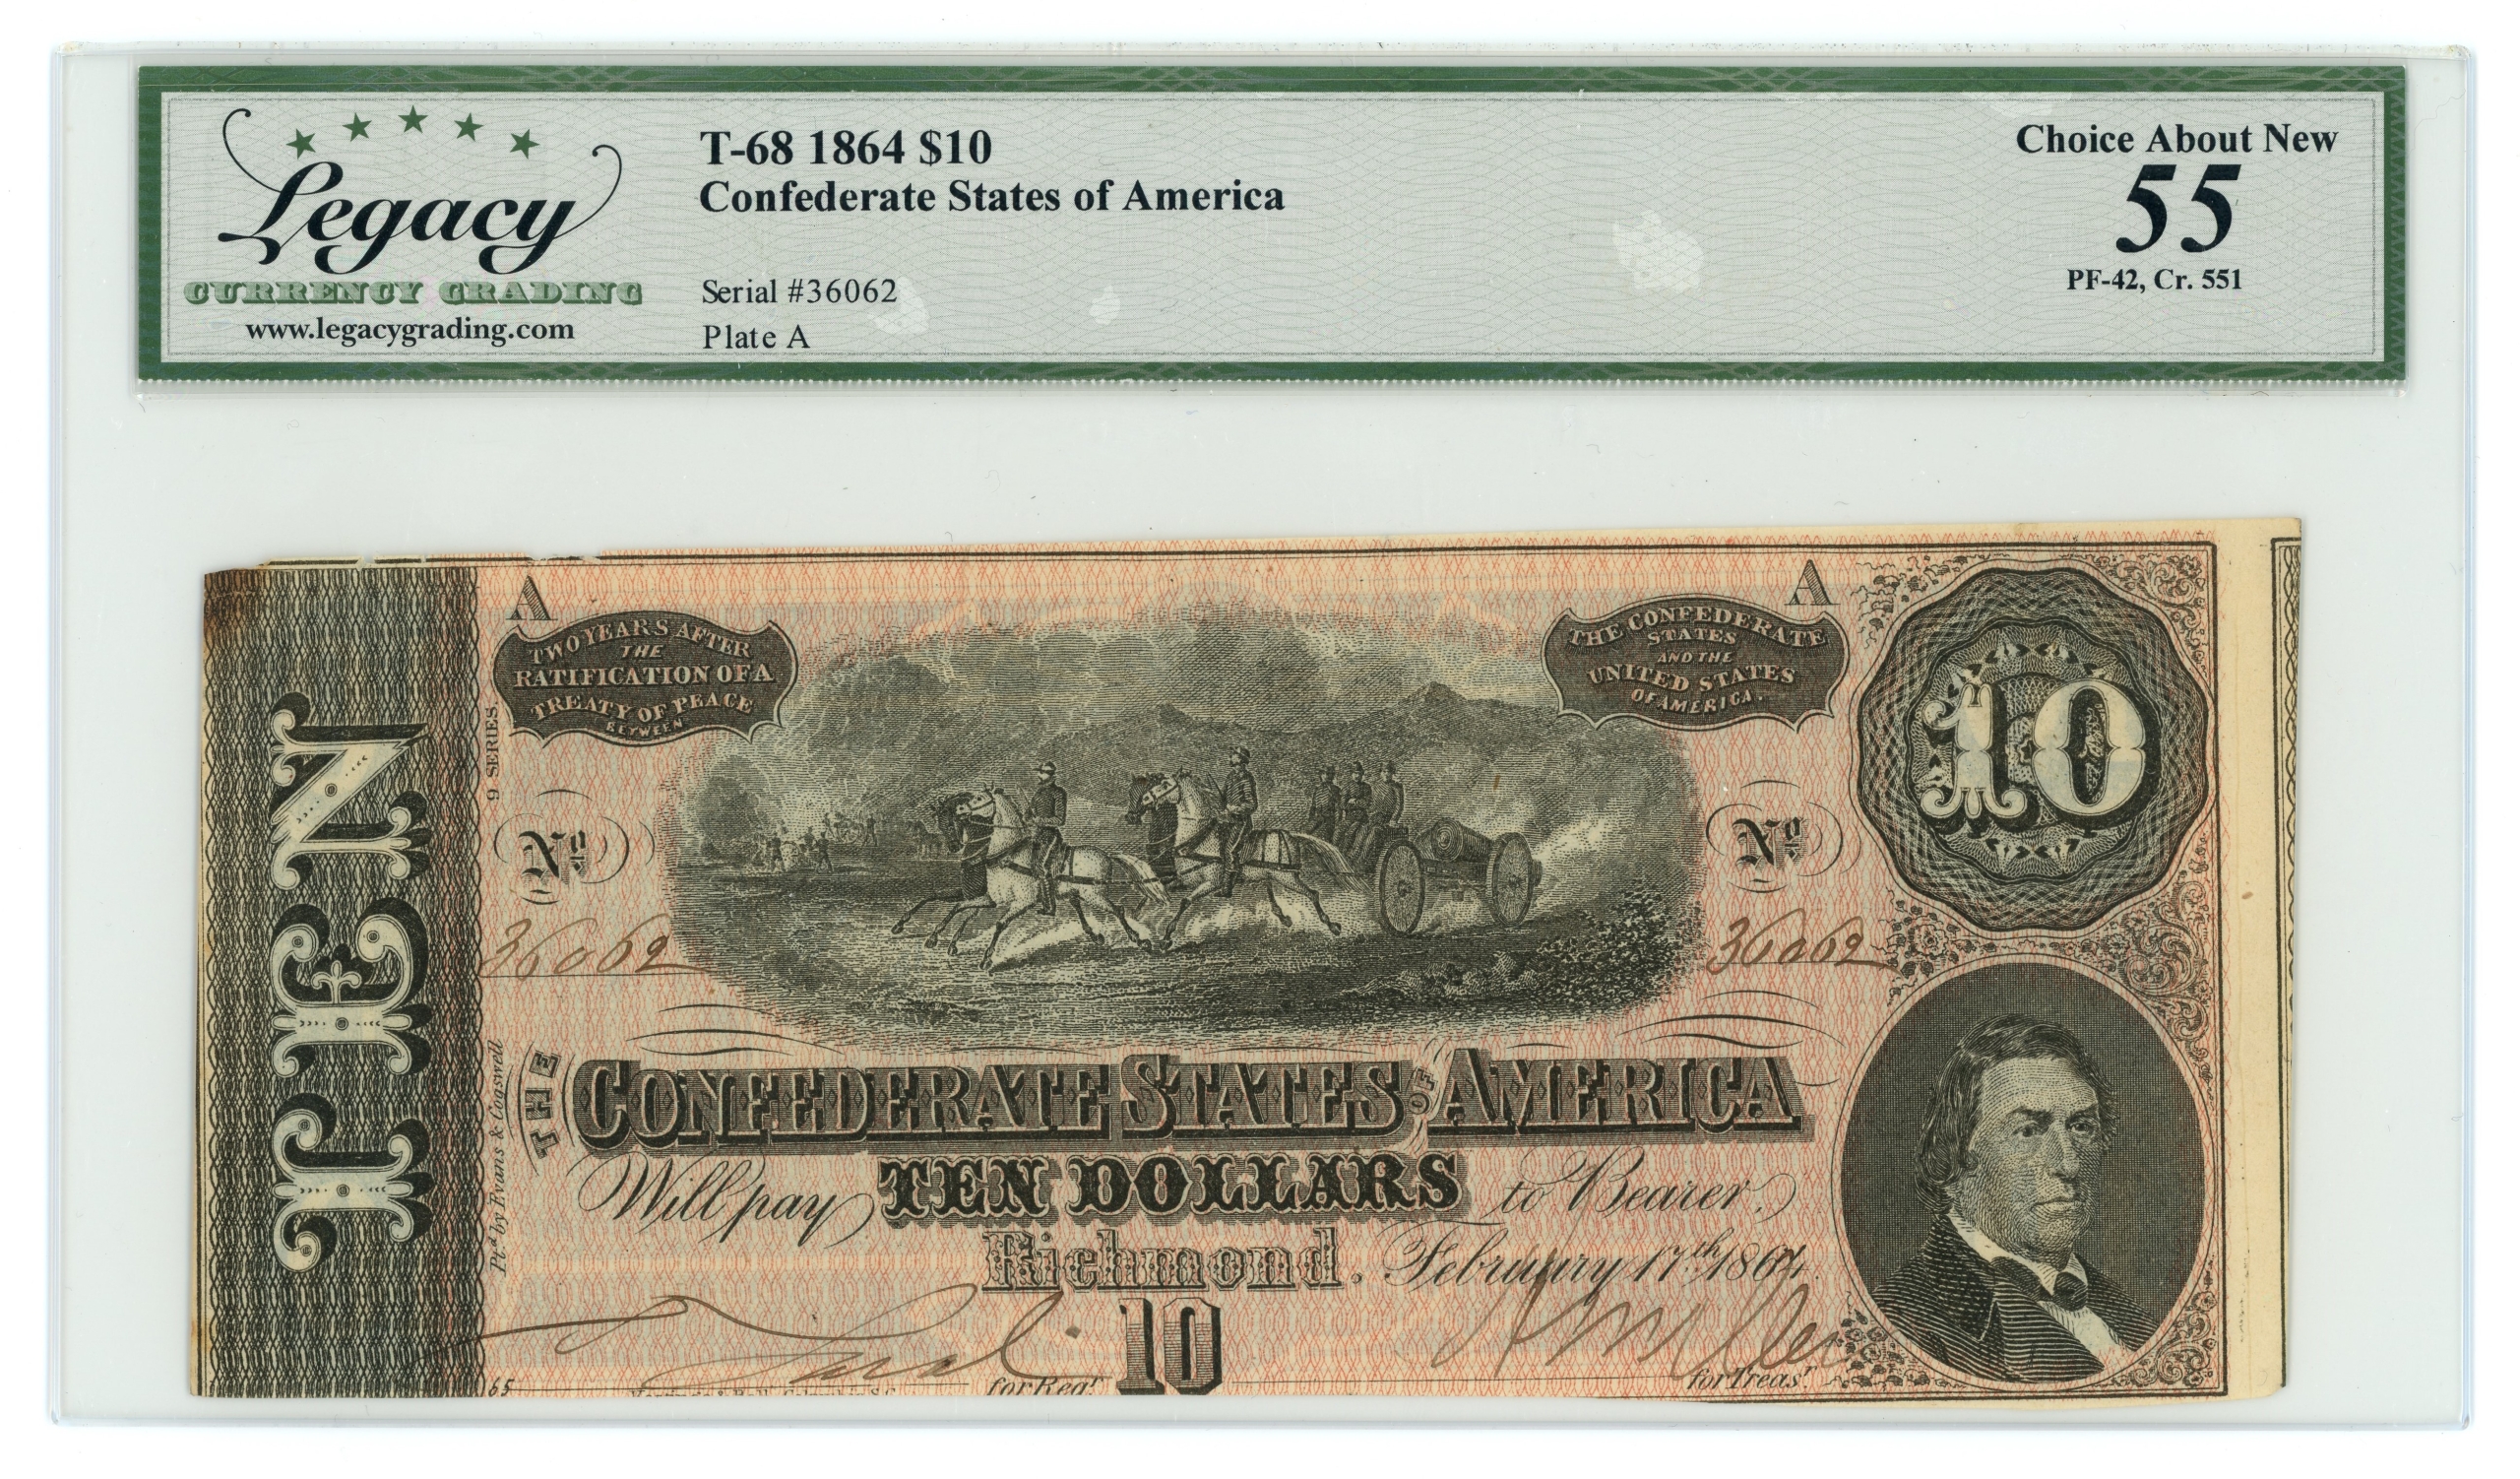 Legacy
CURRENCY GRADING
www.legacygrading.com
T-68 1864 $10
Confederate States of America
Serial #36062
Plate A
Choice About New
55
PF-42, Cr. 551
A
A
TWO YEARS AFTER
THE
RATIFICATION OF A
TREATY OF PEACE
BETWEEN
THE CONFEDERATE
STATES
AND THE
UNITED STATES
OF AMERICA.
10
TEN
9 SERIES.
No
36062
No
36062
Ptd by Evans & Cogswell
THE CONFEDERATE STATES OF AMERICA
Will pay TEN DOLLARS to Bearer.
Richmond. February 17th 1864.
10
65
for Regr
for Treasr